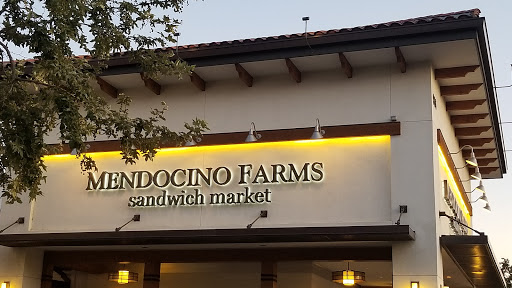 MENDOCINO FARMS
sandwich market